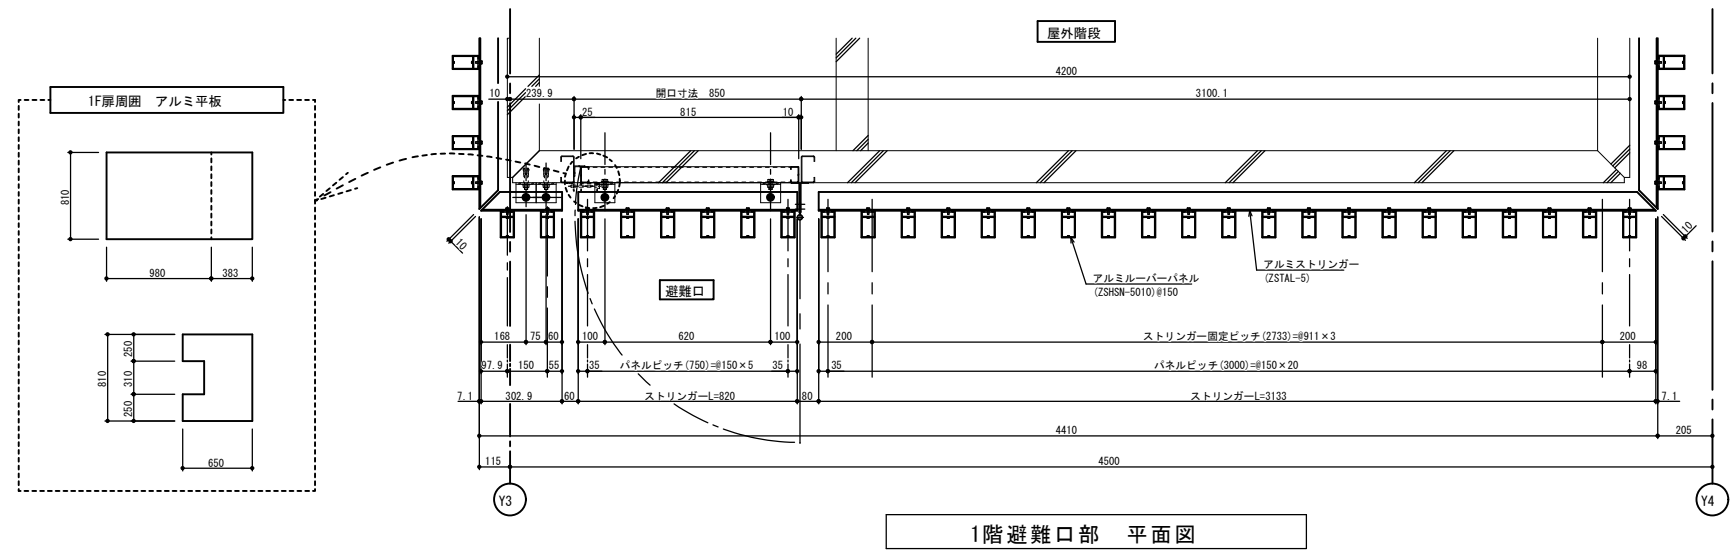 屋外階段
4200
10
239.9
開口寸法 850
3100.1
25
815
10
1F扉周囲 アルミ平板
810
980
383
810
250
310
250
650
10
10
アルミルーバーパネル
(ZSHSN-5010)@150
アルミストリンガー
(ZSTAL-5)
避難口
168
75
60
100
620
100
200
ストリンガー固定ピッチ(2733)=@911×3
200
97.9
150
55
35
パネルピッチ(750)=@150×5
35
35
パネルピッチ(3000)=@150×20
98
7.1
302.9
60
ストリンガーL=820
80
ストリンガーL=3133
7.1
4410
205
115
4500
Y3
Y4
1階避難口部 平面図